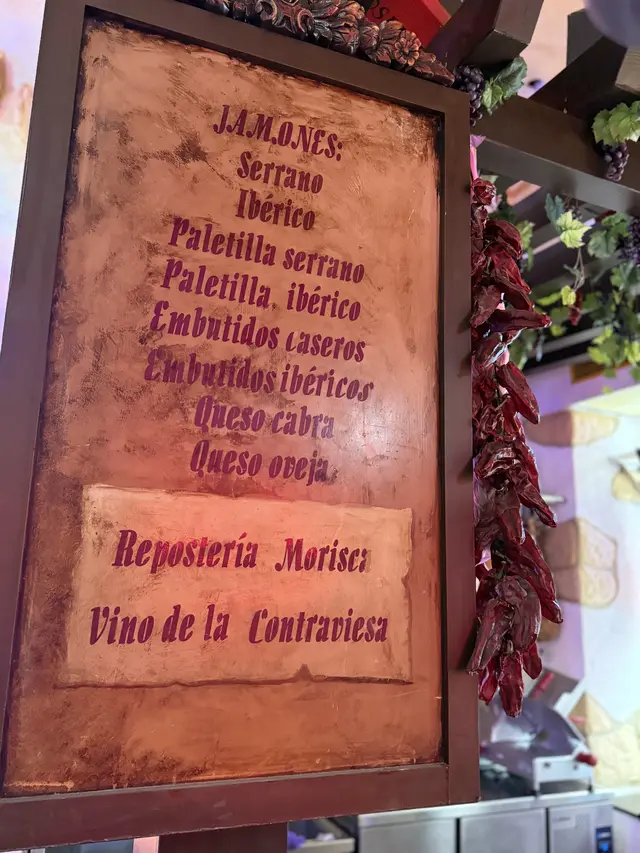 JAMONES:
Serrano
Ibérico
Paletilla serrano
Paletilla ibérico
Embutidos caseros
Embutidos ibéricos
Queso cabra
Queso oveja
Repostería Morisca
Vino de la Contraviesa